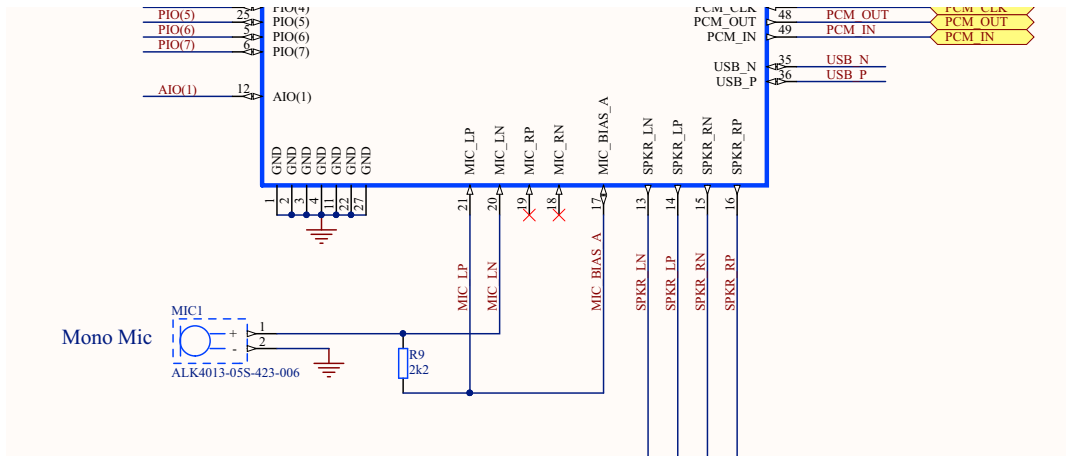 PIO(4)
PIO(5) 25 PIO(5)
PIO(6) 5 PIO(6)
PIO(7) 6 PIO(7)
AIO(1) 12 AIO(1)
PCM_CLK PCM_CLK
PCM_OUT 48 PCM_OUT PCM_OUT
PCM_IN 49 PCM_IN PCM_IN
USB_N 35 USB_N
USB_P 36 USB_P
GND GND GND GND GND GND GND
1 2 3 4 11 22 27
MIC_LP MIC_LN MIC_RP MIC_RN MIC_BIAS_A SPKR_LN SPKR_LP SPKR_RN SPKR_RP
21 20 19 18 17 13 14 15 16
MIC_LP MIC_LN MIC_BIAS_A SPKR_LN SPKR_LP SPKR_RN SPKR_RP
MIC1
Mono Mic + 1
- 2
ALK4013-05S-423-006
R9
2k2